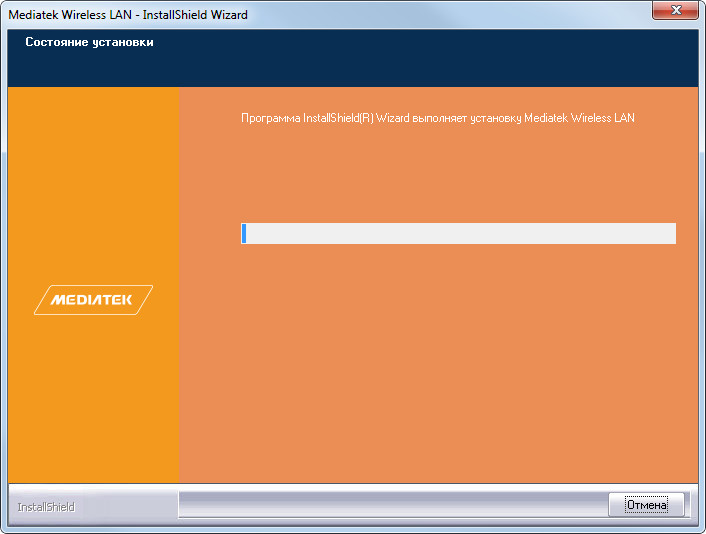 Mediatek Wireless LAN - InstallShield Wizard
Состояние установки
Программа InstallShield(R) Wizard выполняет установку Mediatek Wireless LAN
MEDIATEK
InstallShield
Отмена